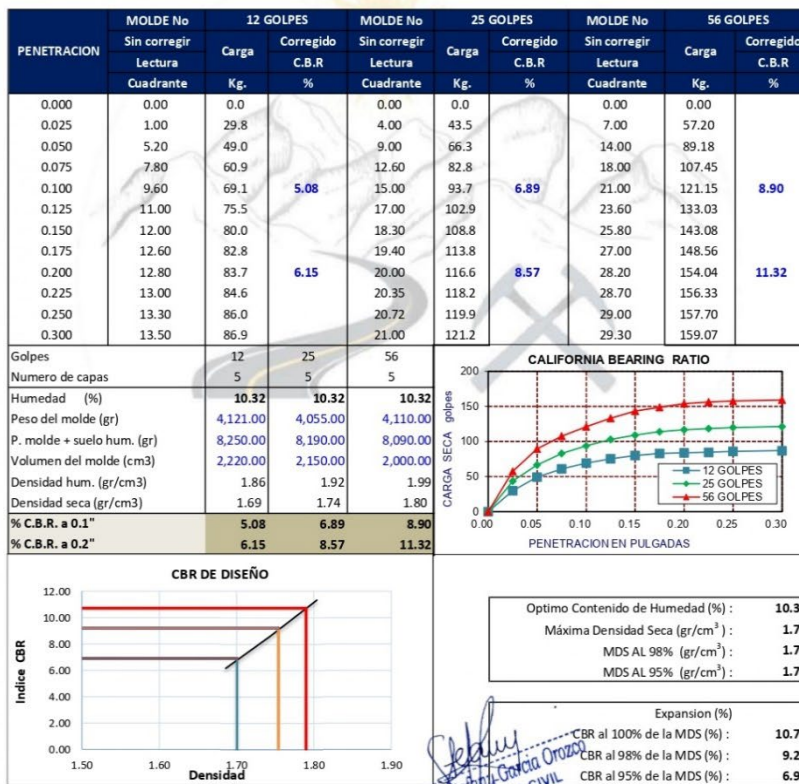 PENETRACION MOLDE No 12 GOLPES MOLDE No 25 GOLPES MOLDE No 56 GOLPES
Sin corregir Carga Corregido Sin corregir Carga Corregido Sin corregir Carga Corregido
Lectura C.B.R Lectura C.B.R Lectura C.B.R
Cuadrante Kg. % Cuadrante Kg. % Cuadrante Kg. %
0.000 0.00 0.0 0.00 0.0 0.00 0.00
0.025 1.00 29.8 4.00 43.5 7.00 57.20
0.050 5.20 49.0 9.00 66.3 14.00 89.18
0.075 7.80 60.9 12.60 82.8 18.00 107.45
0.100 9.60 69.1 5.08 15.00 93.7 6.89 21.00 121.15 8.90
0.125 11.00 75.5 17.00 102.9 23.60 133.03
0.150 12.00 80.0 18.30 108.8 25.80 143.08
0.175 12.60 82.8 19.40 113.8 27.00 148.56
0.200 12.80 83.7 6.15 20.00 116.6 8.57 28.20 154.04 11.32
0.225 13.00 84.6 20.35 118.2 28.70 156.33
0.250 13.30 86.0 20.72 119.9 29.00 157.70
0.300 13.50 86.9 21.00 121.2 29.30 159.07
Golpes 12 25 56
Numero de capas 5 5 5
Humedad (%) 10.32 10.32 10.32
Peso del molde (gr) 4,121.00 4,055.00 4,110.00
P. molde + suelo hum. (gr) 8,250.00 8,190.00 8,090.00
Volumen del molde (cm3) 2,220.00 2,150.00 2,000.00
Densidad hum. (gr/cm3) 1.86 1.92 1.99
Densidad seca (gr/cm3) 1.69 1.74 1.80
% C.B.R. a 0.1" 5.08 6.89 8.90
% C.B.R. a 0.2" 6.15 8.57 11.32
CALIFORNIA BEARING RATIO
CARGA SECA golpes
200
150
100
50
0
12 GOLPES
25 GOLPES
56 GOLPES
0.00 0.05 0.10 0.15 0.20 0.25 0.30
PENETRACION EN PULGADAS
CBR DE DISEÑO
Indice CBR
12.00
10.00
8.00
6.00
4.00
2.00
0.00
1.50 1.60 1.70 1.80 1.90
Densidad
Optimo Contenido de Humedad (%) : 10.3
Máxima Densidad Seca (gr/cm³) : 1.7
MDS AL 98% (gr/cm³) : 1.7
MDS AL 95% (gr/cm³) : 1.7
Expansion (%)
CBR al 100% de la MDS (%) : 10.7
CBR al 98% de la MDS (%) : 9.2
CBR al 95% de la MDS (%) : 6.9
Garcia Orozco
CIVIL